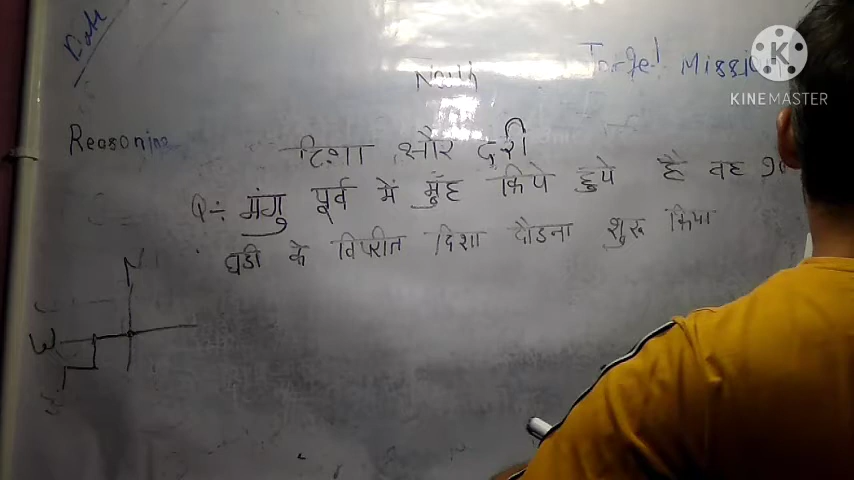 Date
North
Target Mission
KINEMASTER
Reasoning
दिशा और दूरी
Q÷ मंगु पूर्व में मुँह किये हुये है वह 90
घडी के विपरीत दिशा दौडना शुरू किया
N
W